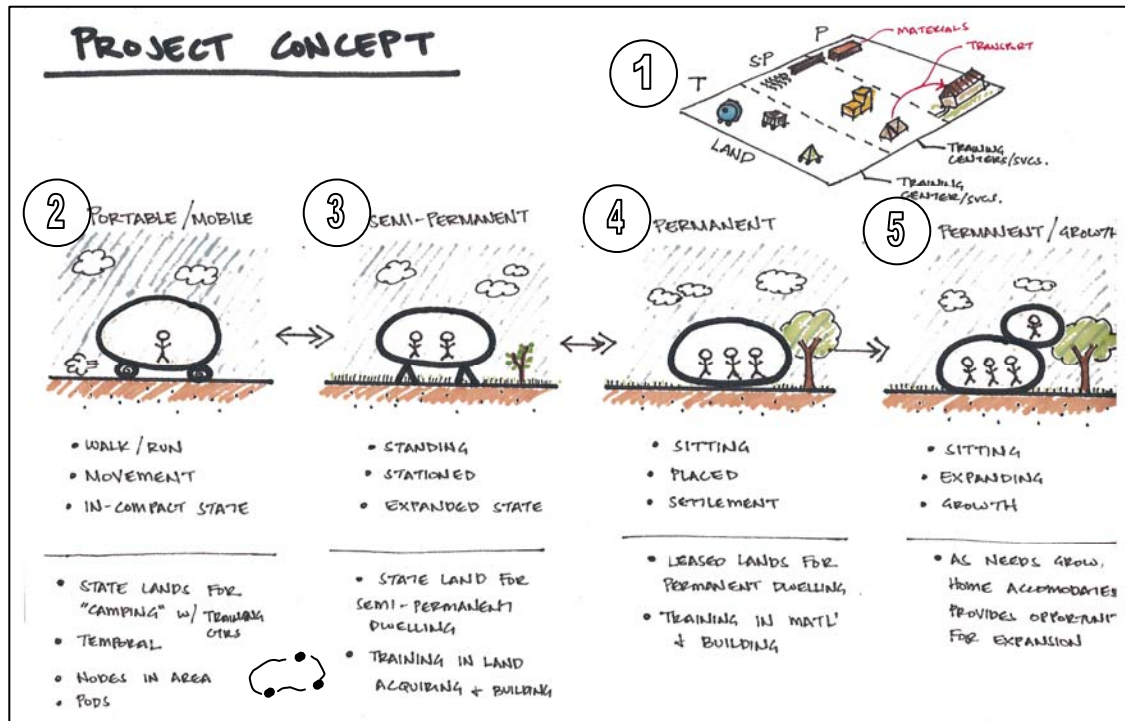 PROJECT CONCEPT
1
T
S·P
P
MATERIALS
TRANSPORT
LAND
TRAINING
CENTERS/SVCS.
TRAINING
CENTER/SVCS.
2
PORTABLE/MOBILE
• WALK/RUN
• MOVEMENT
• IN-COMPACT STATE
• STATE LANDS FOR
"CAMPING" W/ TRAINING
CTRS
• TEMPORAL
• NODES IN AREA
• PODS
3
SEMI-PERMANENT
• STANDING
• STATIONED
• EXPANDED STATE
• STATE LAND FOR
SEMI-PERMANENT
DWELLING
• TRAINING IN LAND
ACQUIRING & BUILDING
4
PERMANENT
• SITTING
• PLACED
• SETTLEMENT
• LEASED LANDS FOR
PERMANENT DWELLING
• TRAINING IN MAT'L
& BUILDING
5
PERMANENT/GROWTH
• SITTING
• EXPANDING
• GROWTH
• AS NEEDS GROW,
HOME ACCOMODATES
PROVIDES OPPORTUNIT
FOR EXPANSION